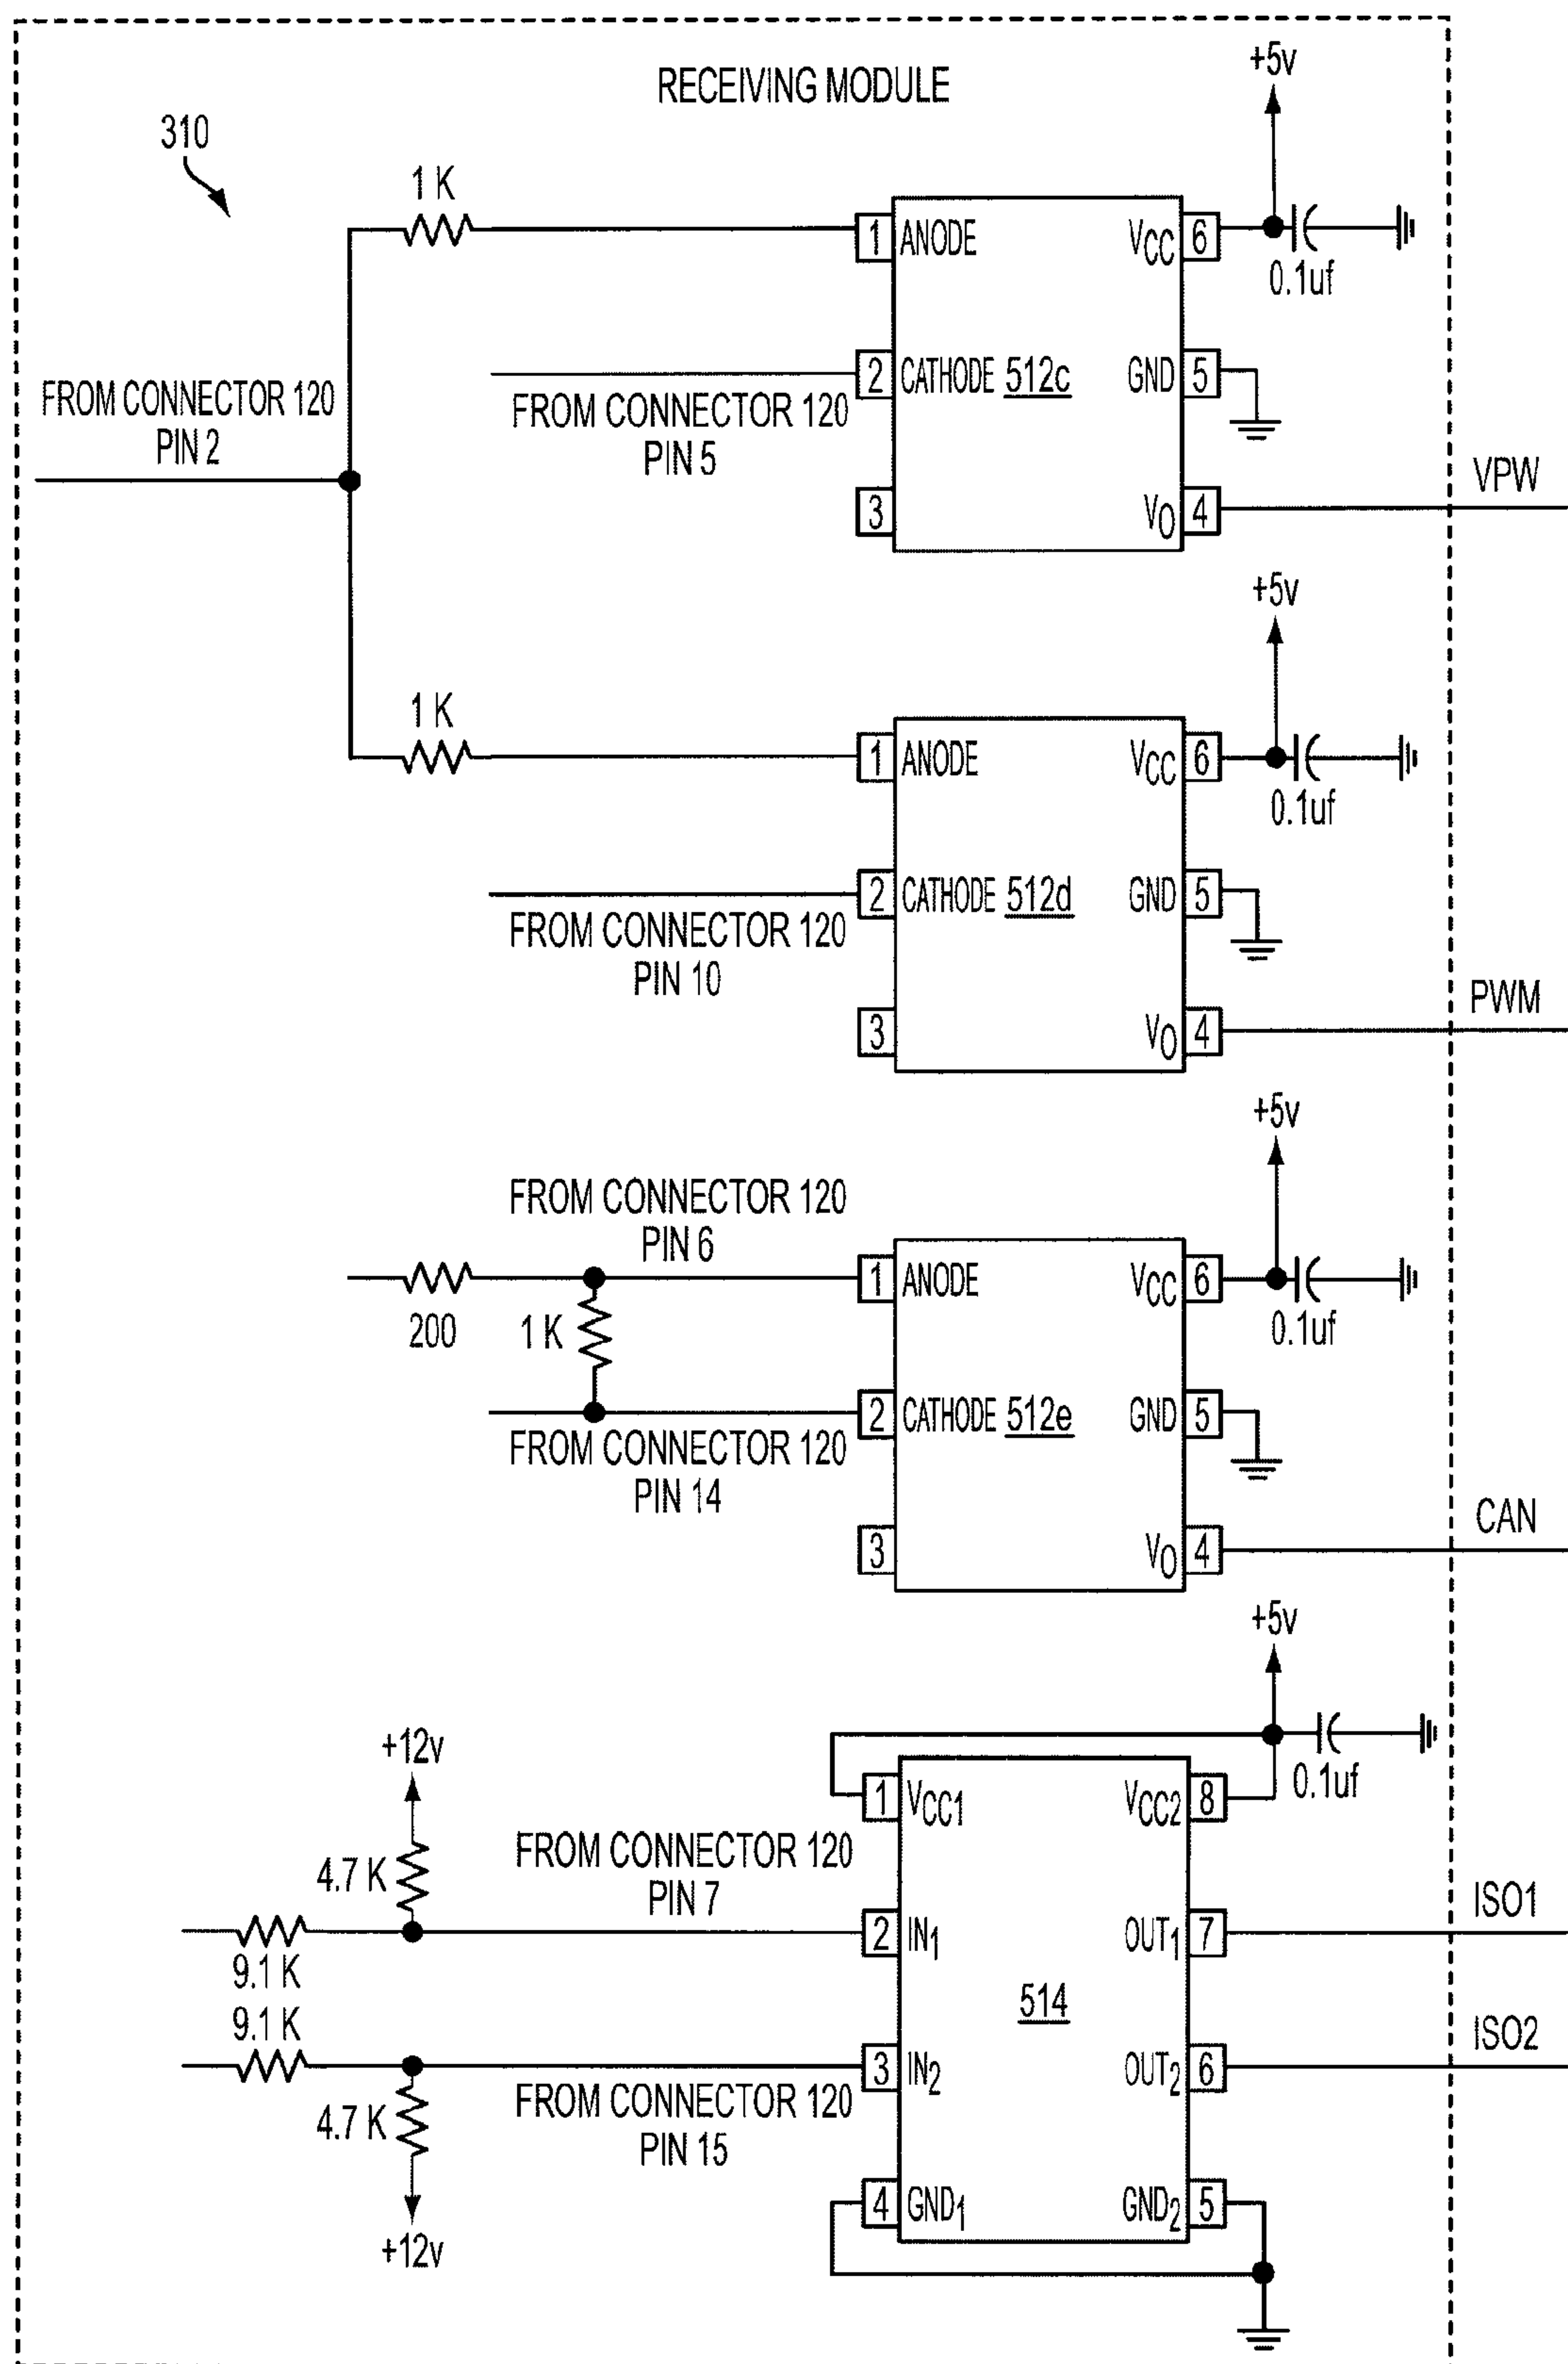 RECEIVING MODULE
310
+5v
1 K
1 ANODE
VCC 6
0.1uf
FROM CONNECTOR 120
PIN 2
2 CATHODE 512c
GND 5
FROM CONNECTOR 120
PIN 5
3
VO 4
VPW
+5v
1 K
1 ANODE
VCC 6
0.1uf
2 CATHODE 512d
GND 5
FROM CONNECTOR 120
PIN 10
3
VO 4
PWM
+5v
FROM CONNECTOR 120
PIN 6
1 ANODE
VCC 6
200
1 K
0.1uf
2 CATHODE 512e
GND 5
FROM CONNECTOR 120
PIN 14
3
VO 4
CAN
+5v
+12v
1 VCC1
VCC2 8
0.1uf
4.7 K
FROM CONNECTOR 120
PIN 7
2 IN1
OUT1 7
ISO1
9.1 K
514
9.1 K
3 IN2
OUT2 6
ISO2
4.7 K
FROM CONNECTOR 120
PIN 15
4 GND1
GND2 5
+12v